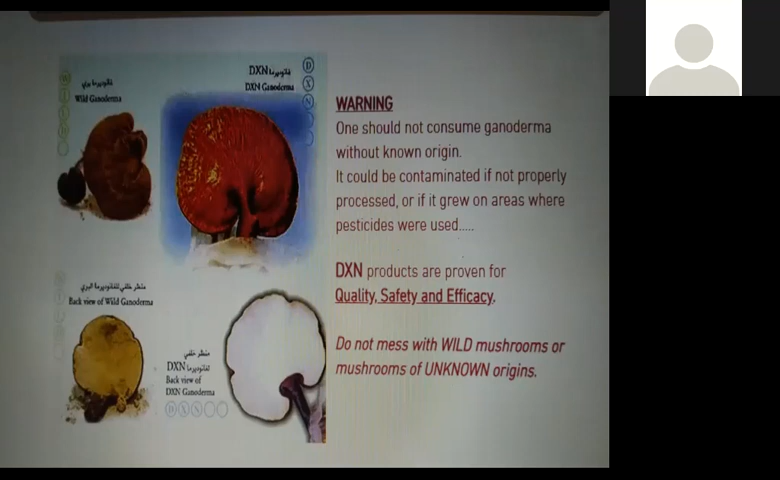 غانوديرما بري
Wild Ganoderma
غانوديرما DXN
DXN Ganoderma
D
X
N
WARNING
One should not consume ganoderma
without known origin.
It could be contaminated if not properly
processed, or if it grew on areas where
pesticides were used.....
DXN products are proven for
Quality, Safety and Efficacy.
Do not mess with WILD mushrooms or
mushrooms of UNKNOWN origins.
منظر خلفي للغانوديرما البري
Back view of Wild Ganoderma
منظر خلفي
لغانوديرما DXN
Back view of
DXN Ganoderma
D X N